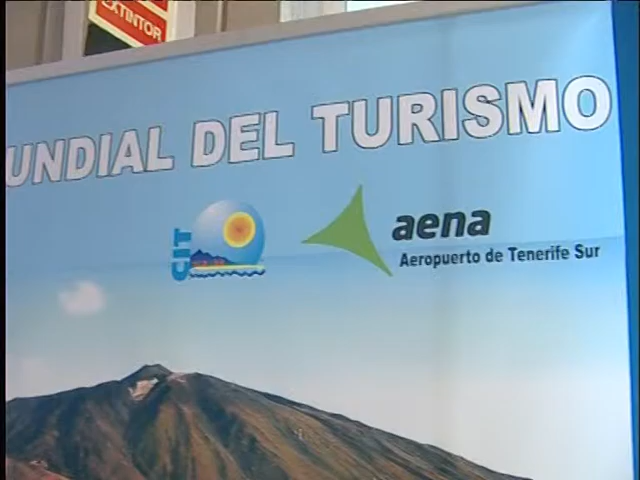 EXTINTOR
UNDIAL DEL TURISMO
CIT
aena
Aeropuerto de Tenerife Sur